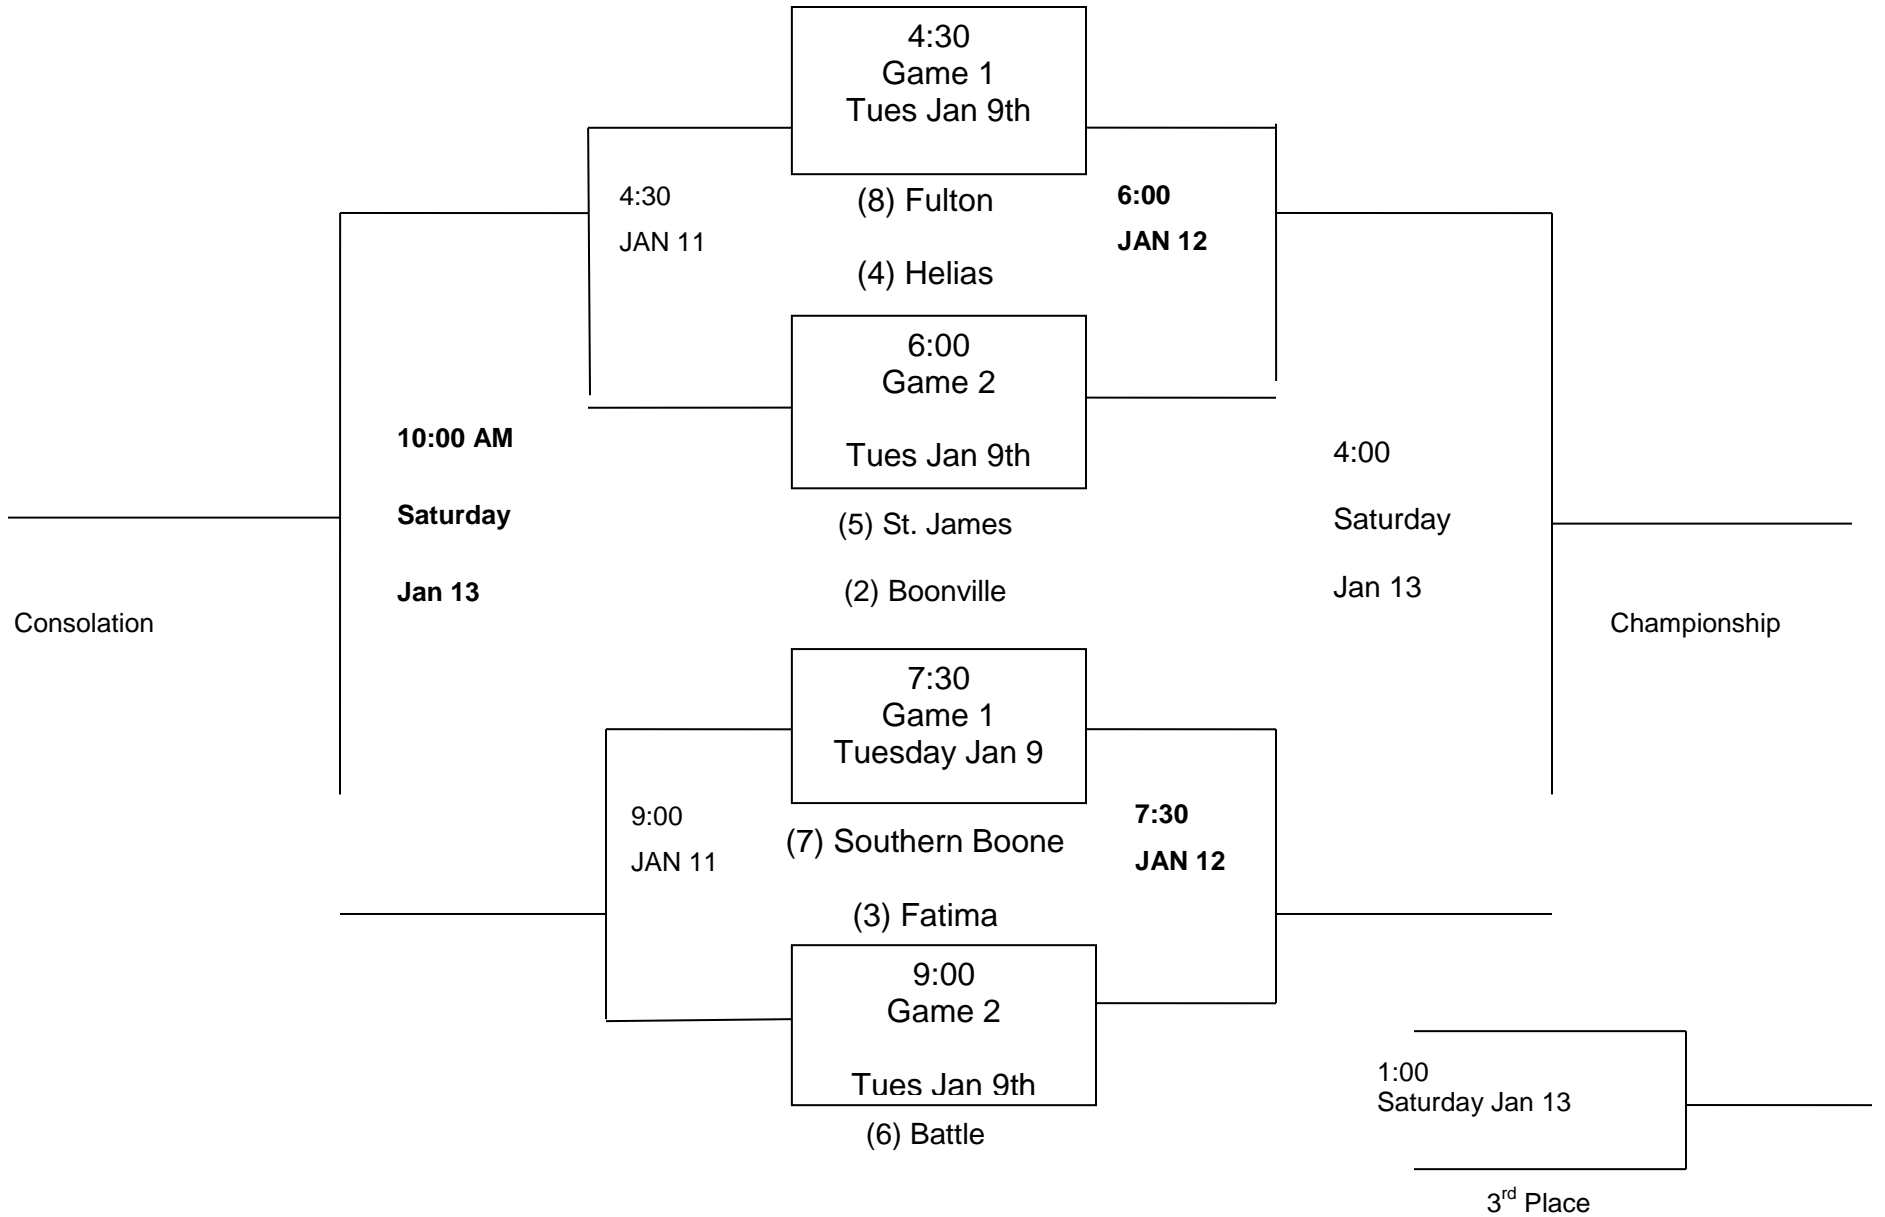 4:30
Game 1
Tues Jan 9th
4:30
JAN 11
(8) Fulton
6:00
JAN 12
(4) Helias
6:00
Game 2
Tues Jan 9th
10:00 AM
Saturday
Jan 13
4:00
Saturday
Jan 13
(5) St. James
(2) Boonville
Consolation
Championship
7:30
Game 1
Tuesday Jan 9
9:00
JAN 11
(7) Southern Boone
7:30
JAN 12
(3) Fatima
9:00
Game 2
Tues Jan 9th
(6) Battle
1:00
Saturday Jan 13
3rd Place